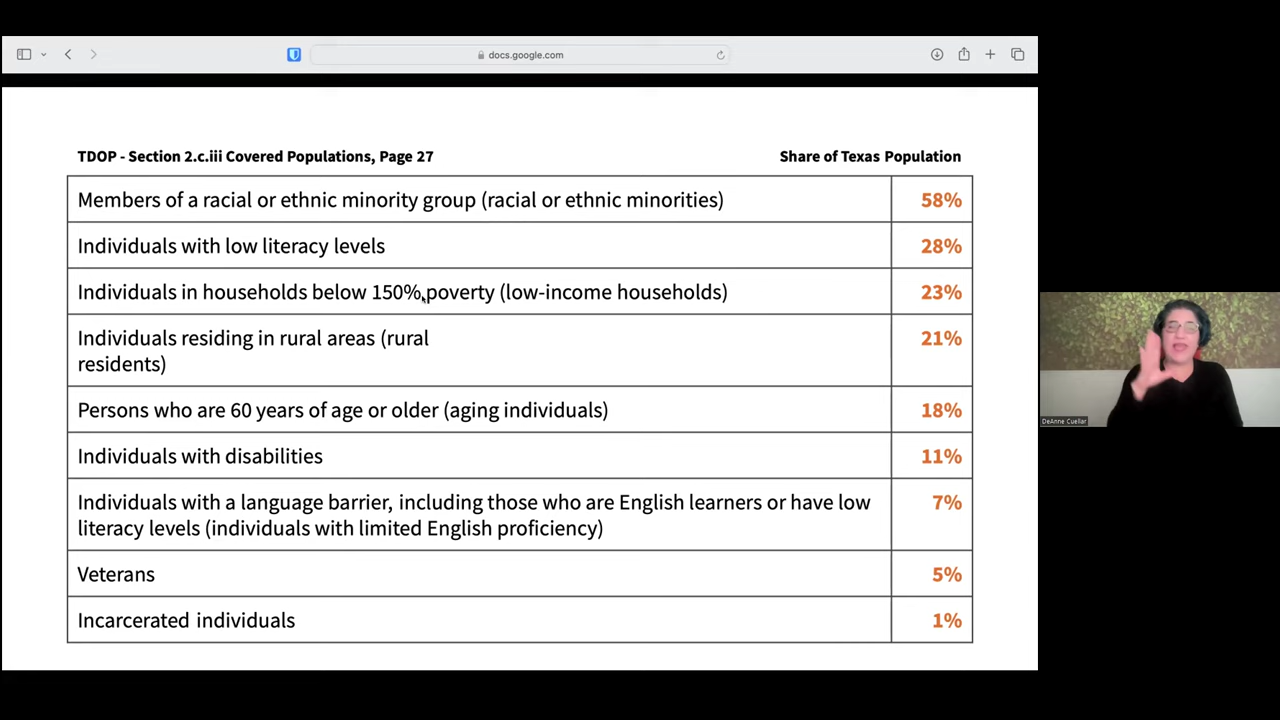 docs.google.com
TDOP - Section 2.c.iii Covered Populations, Page 27 Share of Texas Population
Members of a racial or ethnic minority group (racial or ethnic minorities) 58%
Individuals with low literacy levels 28%
Individuals in households below 150% poverty (low-income households) 23%
Individuals residing in rural areas (rural 21%
residents)
Persons who are 60 years of age or older (aging individuals) 18%
Individuals with disabilities 11%
Individuals with a language barrier, including those who are English learners or have low 7%
literacy levels (individuals with limited English proficiency)
Veterans 5%
Incarcerated individuals 1%
DeAnne Cuellar